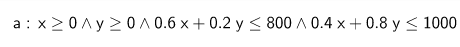 a : x ≥ 0 ∧ y ≥ 0 ∧ 0.6 x + 0.2 y ≤ 800 ∧ 0.4 x + 0.8 y ≤ 1000